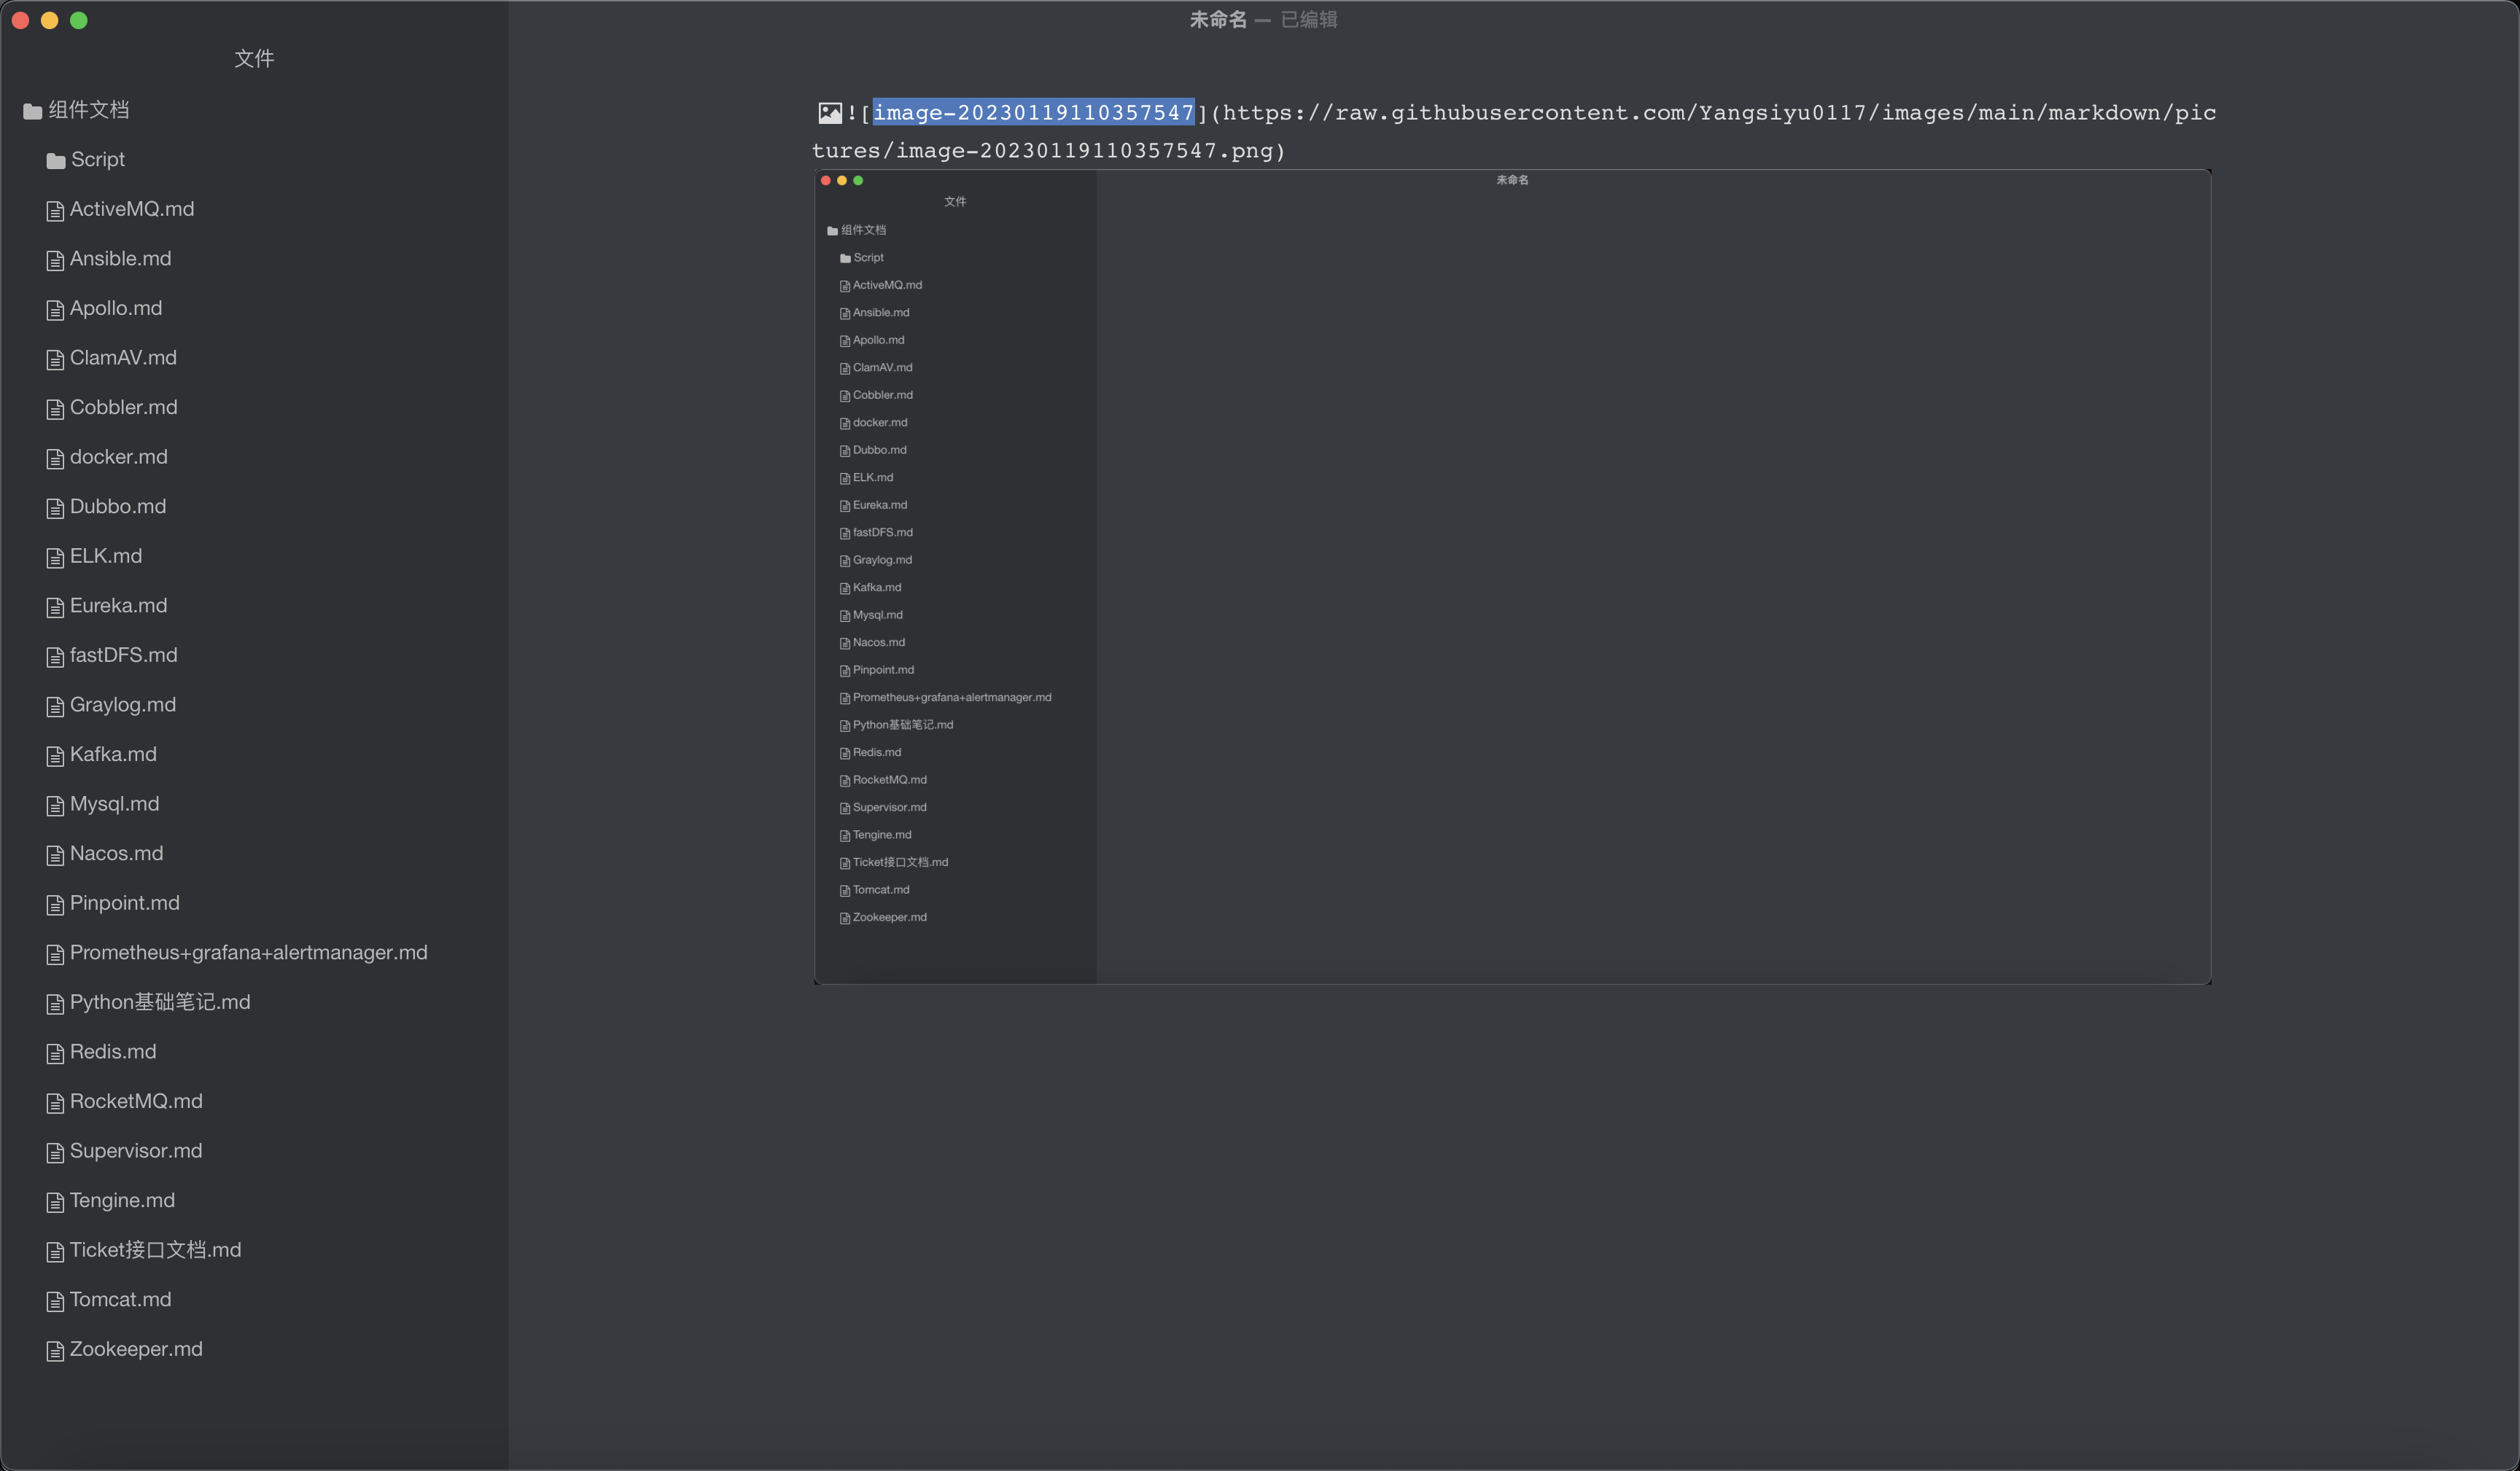 未命名 — 已编辑
文件
组件文档
Script
ActiveMQ.md
Ansible.md
Apollo.md
ClamAV.md
Cobbler.md
docker.md
Dubbo.md
ELK.md
Eureka.md
fastDFS.md
Graylog.md
Kafka.md
Mysql.md
Nacos.md
Pinpoint.md
Prometheus+grafana+alertmanager.md
Python基础笔记.md
Redis.md
RocketMQ.md
Supervisor.md
Tengine.md
Ticket接口文档.md
Tomcat.md
Zookeeper.md
![image-20230119110357547](https://raw.githubusercontent.com/Yangsiyu0117/images/main/markdown/pic
tures/image-20230119110357547.png)
未命名
文件
组件文档
Script
ActiveMQ.md
Ansible.md
Apollo.md
ClamAV.md
Cobbler.md
docker.md
Dubbo.md
ELK.md
Eureka.md
fastDFS.md
Graylog.md
Kafka.md
Mysql.md
Nacos.md
Pinpoint.md
Prometheus+grafana+alertmanager.md
Python基础笔记.md
Redis.md
RocketMQ.md
Supervisor.md
Tengine.md
Ticket接口文档.md
Tomcat.md
Zookeeper.md